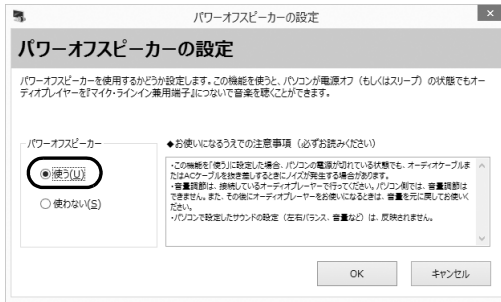 パワーオフスピーカーの設定
パワーオフスピーカーの設定
パワーオフスピーカーを使用するかどうか設定します。この機能を使うと、パソコンが電源オフ（もしくはスリープ）の状態でもオー
ディオプレイヤーを『マイク・ラインイン兼用端子』につないで音楽を聴くことができます。
パワーオフスピーカー
◆お使いになるうえでの注意事項（必ずお読みください）
使う(U)
使わない(S)
・この機能を「使う」に設定した場合、パソコンの電源が切れている状態でも、オーディオケーブルま
たはACケーブルを抜き差しするときにノイズが発生する場合があります。
・音量調節は、接続しているオーディオプレーヤーで行ってください。パソコン側では、音量調節は
できません。また、その後にオーディオプレーヤーをお使いになるときは、音量を元に戻してお使いく
ださい。
・パソコンで設定したサウンドの設定（左右バランス、音量など）は、反映されません。
OK
キャンセル